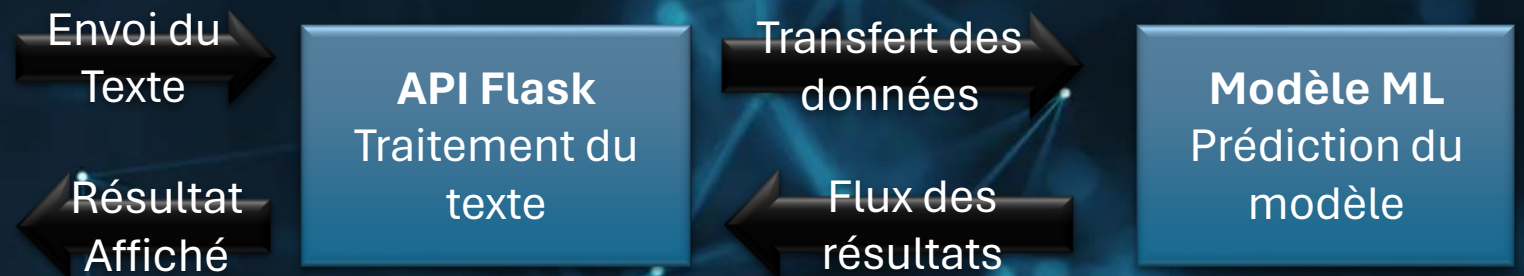 Envoi du
Texte
API Flask
Traitement du
texte
Transfert des
données
Modèle ML
Prédiction du
modèle
Résultat
Affiché
Flux des
résultats